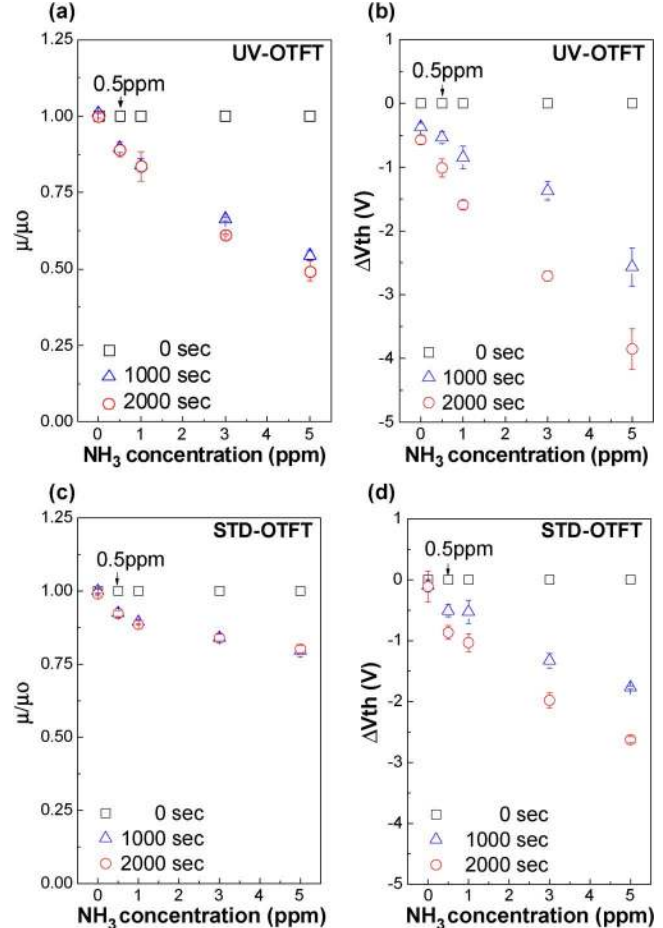 (a)
UV-OTFT
0.5ppm
1.00
0.75
0.50
0.25
0.00
μ/μo
0 sec
1000 sec
2000 sec
0 1 2 3 4 5
NH₃ concentration (ppm)
(b)
UV-OTFT
0.5ppm
1
0
-1
-2
-3
-4
-5
ΔVth (V)
0 sec
1000 sec
2000 sec
0 1 2 3 4 5
NH₃ concentration (ppm)
(c)
STD-OTFT
0.5ppm
1.25
1.00
0.75
0.50
0.25
0.00
μ/μo
0 sec
1000 sec
2000 sec
0 1 2 3 4 5
NH₃ concentration (ppm)
(d)
STD-OTFT
0.5ppm
1
0
-1
-2
-3
-4
-5
ΔVth (V)
0 sec
1000 sec
2000 sec
0 1 2 3 4 5
NH₃ concentration (ppm)